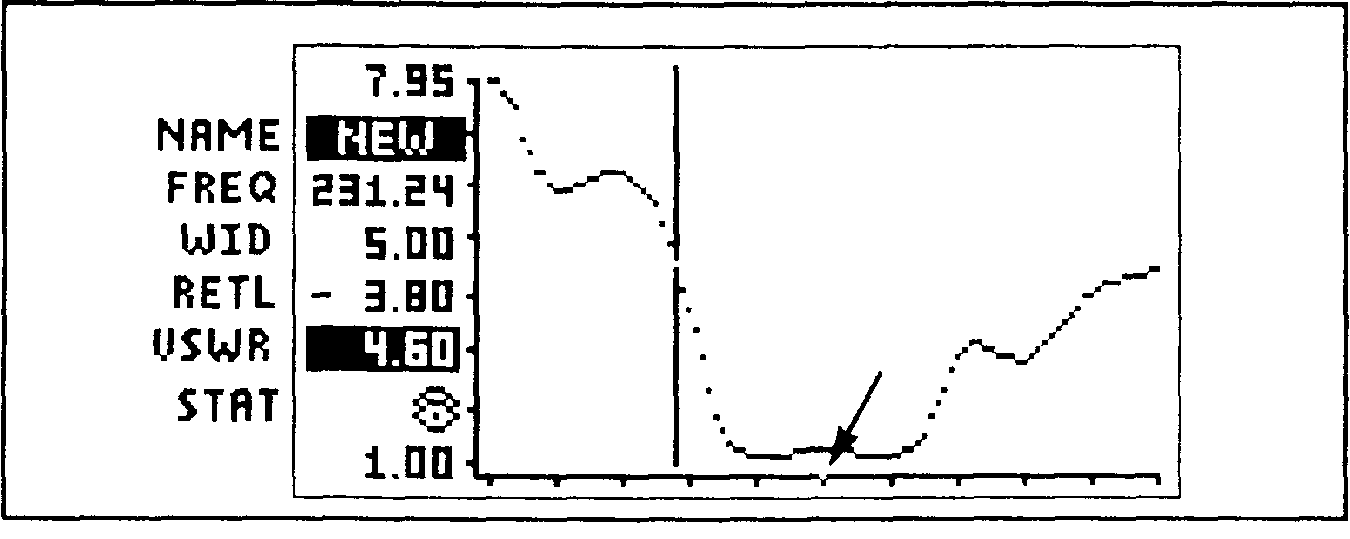 7.95
NAME NEW
FREQ 231.24
WID 5.00
RETL - 3.80
VSWR 4.60
STAT
1.00